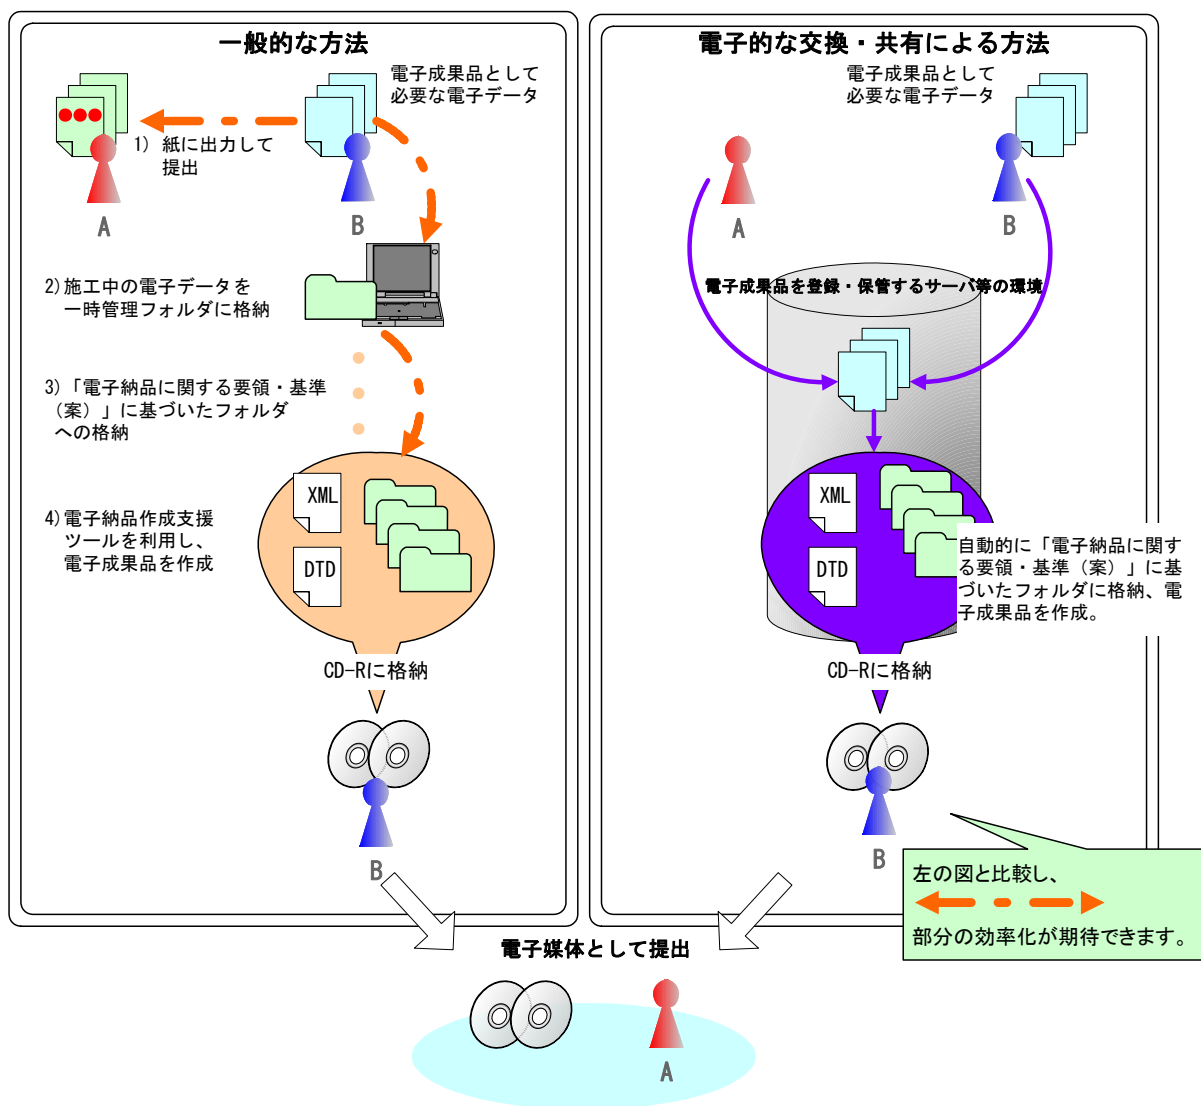 一般的な方法
電子成果品として
必要な電子データ
1) 紙に出力して
提出
A
B
2)施工中の電子データを
一時管理フォルダに格納
3)「電子納品に関する要領・基準
（案）」に基づいたフォルダ
への格納
4)電子納品作成支援
ツールを利用し、
電子成果品を作成
XML
DTD
CD-Rに格納
B
電子的な交換・共有による方法
電子成果品として
必要な電子データ
A
B
電子成果品を登録・保管するサーバ等の環境
XML
DTD
自動的に「電子納品に関す
る要領・基準（案）」に基
づいたフォルダに格納、電
子成果品を作成。
CD-Rに格納
B
左の図と比較し、
部分の効率化が期待できます。
電子媒体として提出
A